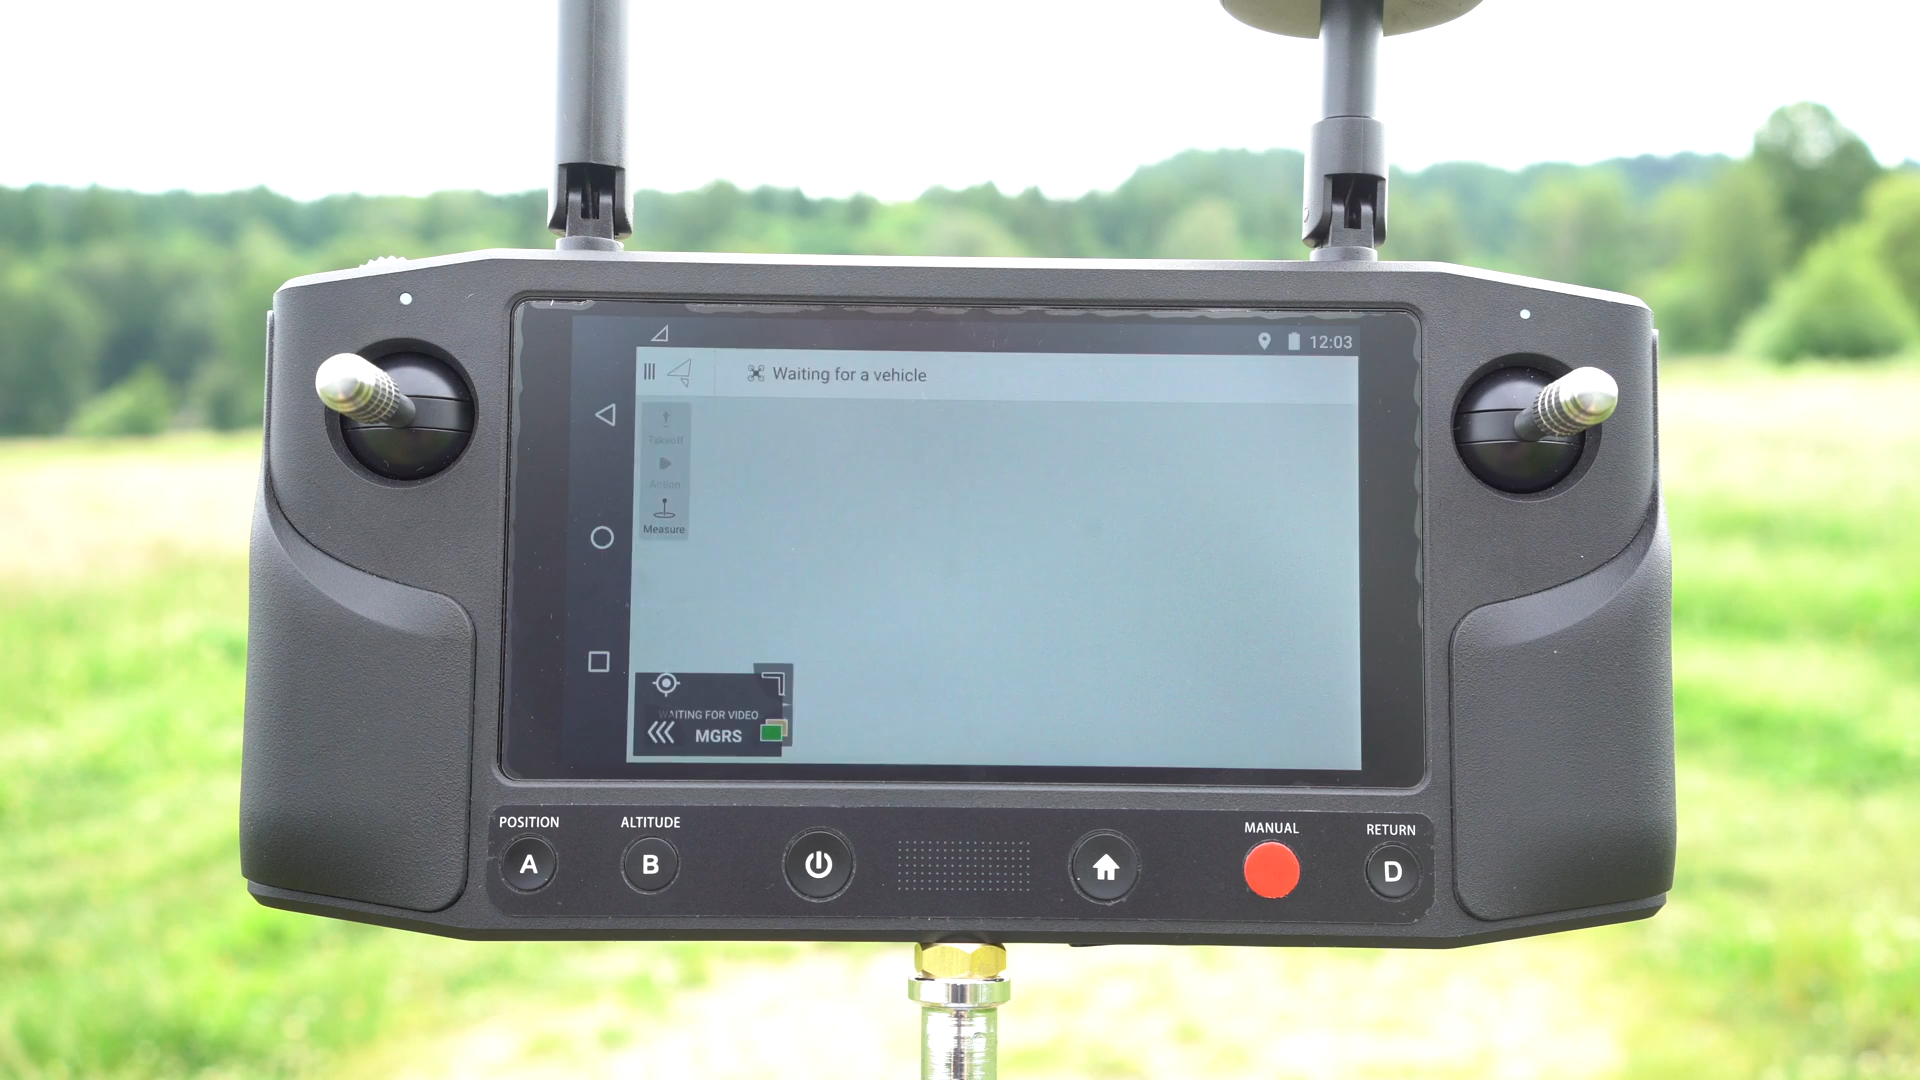 12:03
Waiting for a vehicle
Takeoff
Action
Measure
WAITING FOR VIDEO
MGRS
POSITION
ALTITUDE
MANUAL
RETURN
A
B
D